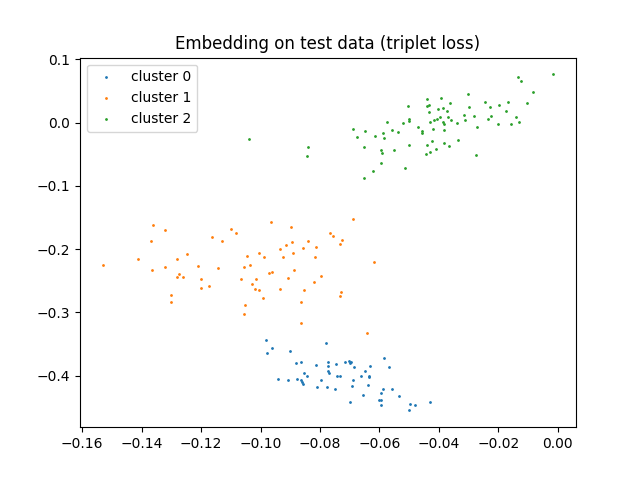 Embedding on test data (triplet loss)
cluster 0
cluster 1
cluster 2
0.1
0.0
−0.1
−0.2
−0.3
−0.4
−0.16 −0.14 −0.12 −0.10 −0.08 −0.06 −0.04 −0.02 0.00